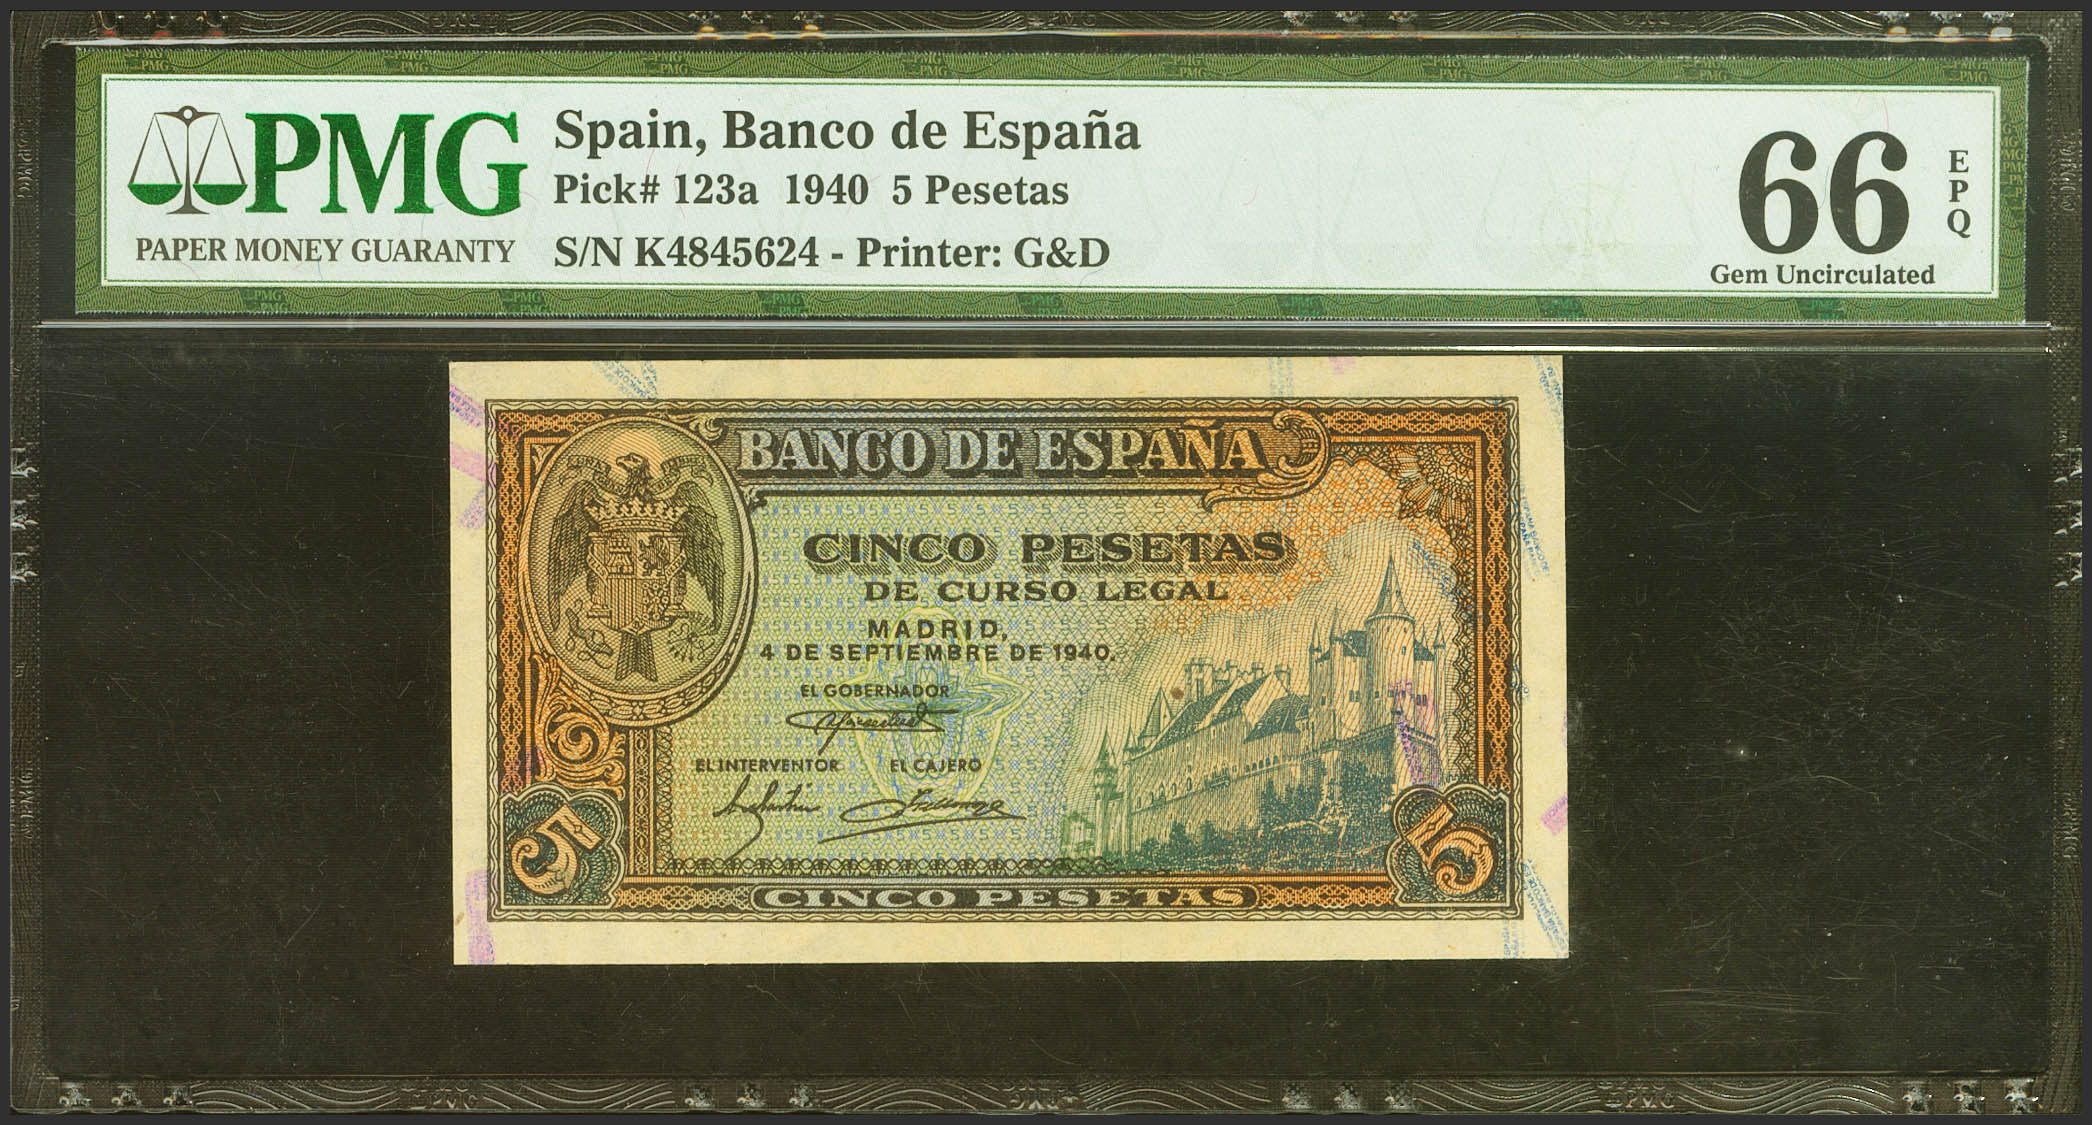 PMG
PAPER MONEY GUARANTY
Spain, Banco de España
Pick# 123a 1940 5 Pesetas
S/N K4845624 - Printer: G&D
66
EPQ
Gem Uncirculated
BANCO DE ESPAÑA
CINCO PESETAS
DE CURSO LEGAL
MADRID,
4 DE SEPTIEMBRE DE 1940.
EL GOBERNADOR
EL INTERVENTOR EL CAJERO
5 5
CINCO PESETAS